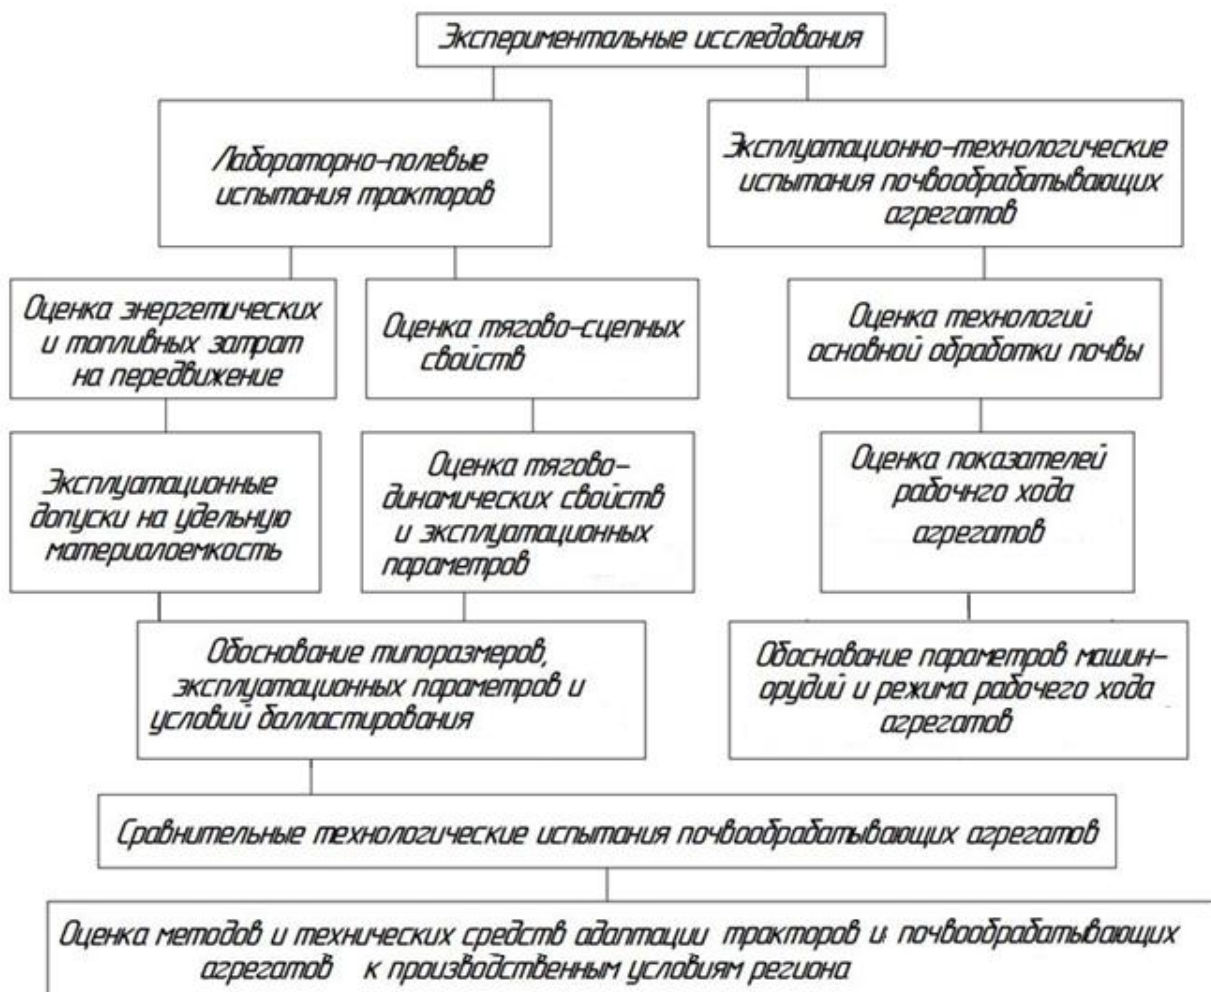 Экспериментальные исследования
Лабораторно-полевые
испытания тракторов
Эксплуатационно-технологические
испытания почвообрабатывающих
агрегатов
Оценка энергетических
и топливных затрат
на передвижение
Оценка тягово-сцепных
свойств
Оценка технологий
основной обработки почвы
Эксплуатационные
допуски на удельную
материалоемкость
Оценка тягово-
динамических свойств
и эксплуатационных
параметров
Оценка показателей
рабочнго хода
агрегатов
Обоснование типоразмеров,
эксплуатационных параметров и
условий балластирования
Обоснование параметров машин-
орудий и режима рабочего хода
агрегатов
Сравнительные технологические испытания почвообрабатывающих агрегатов
Оценка методов и технических средств адаптации тракторов и почвообрабатывающих
агрегатов к производственным условиям региона